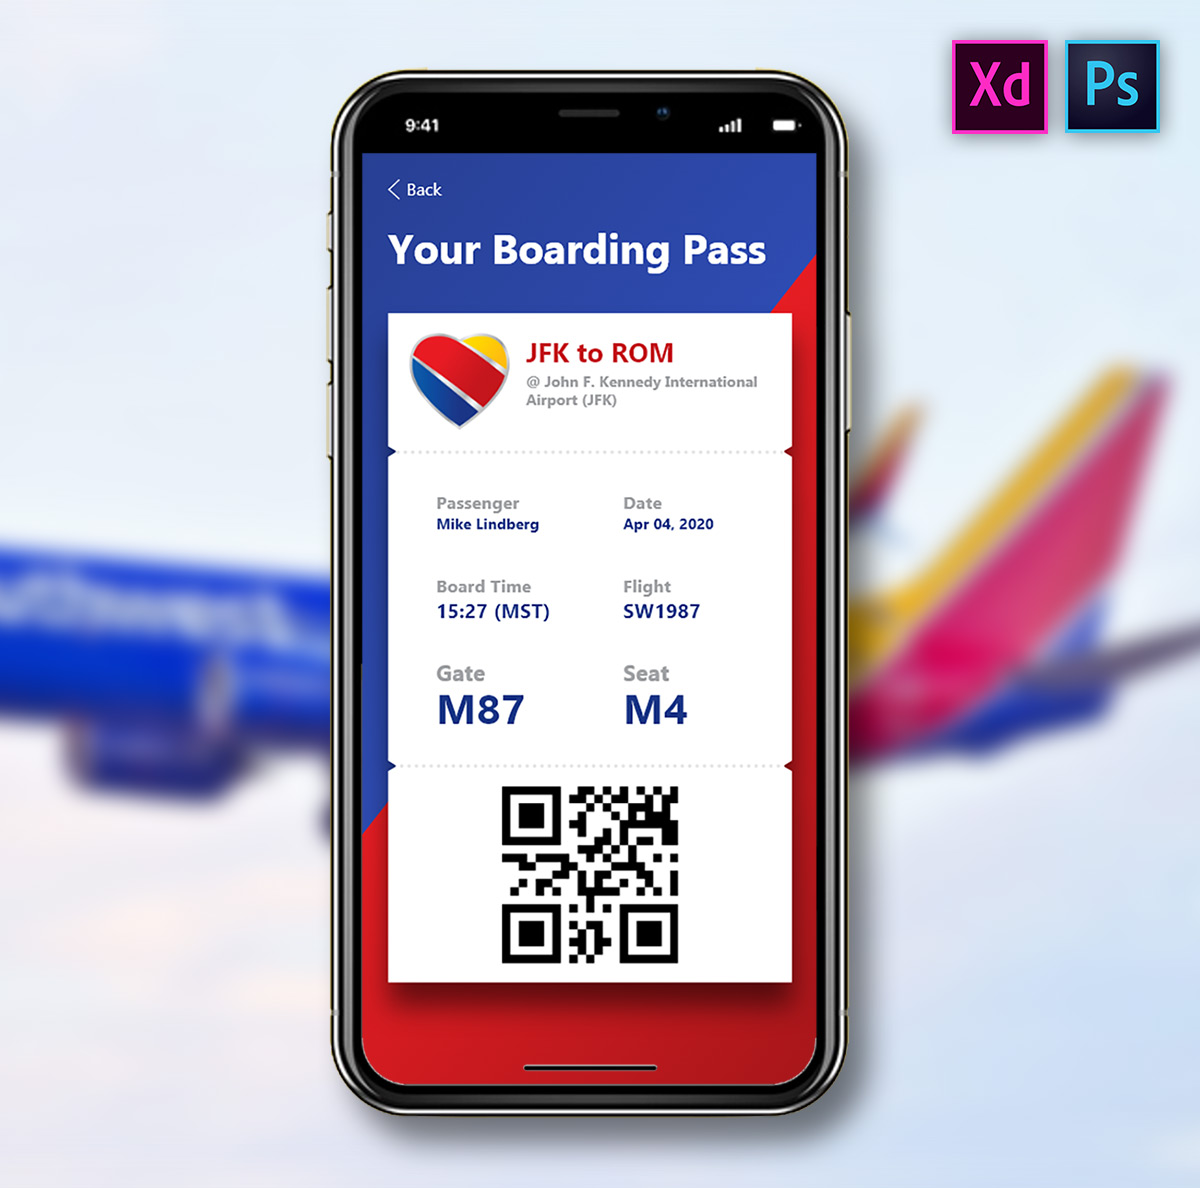 Xd Ps
9:41
Back
Your Boarding Pass
JFK to ROM
@ John F. Kennedy International
Airport (JFK)
Passenger Date
Mike Lindberg Apr 04, 2020
Board Time Flight
15:27 (MST) SW1987
Gate Seat
M87 M4